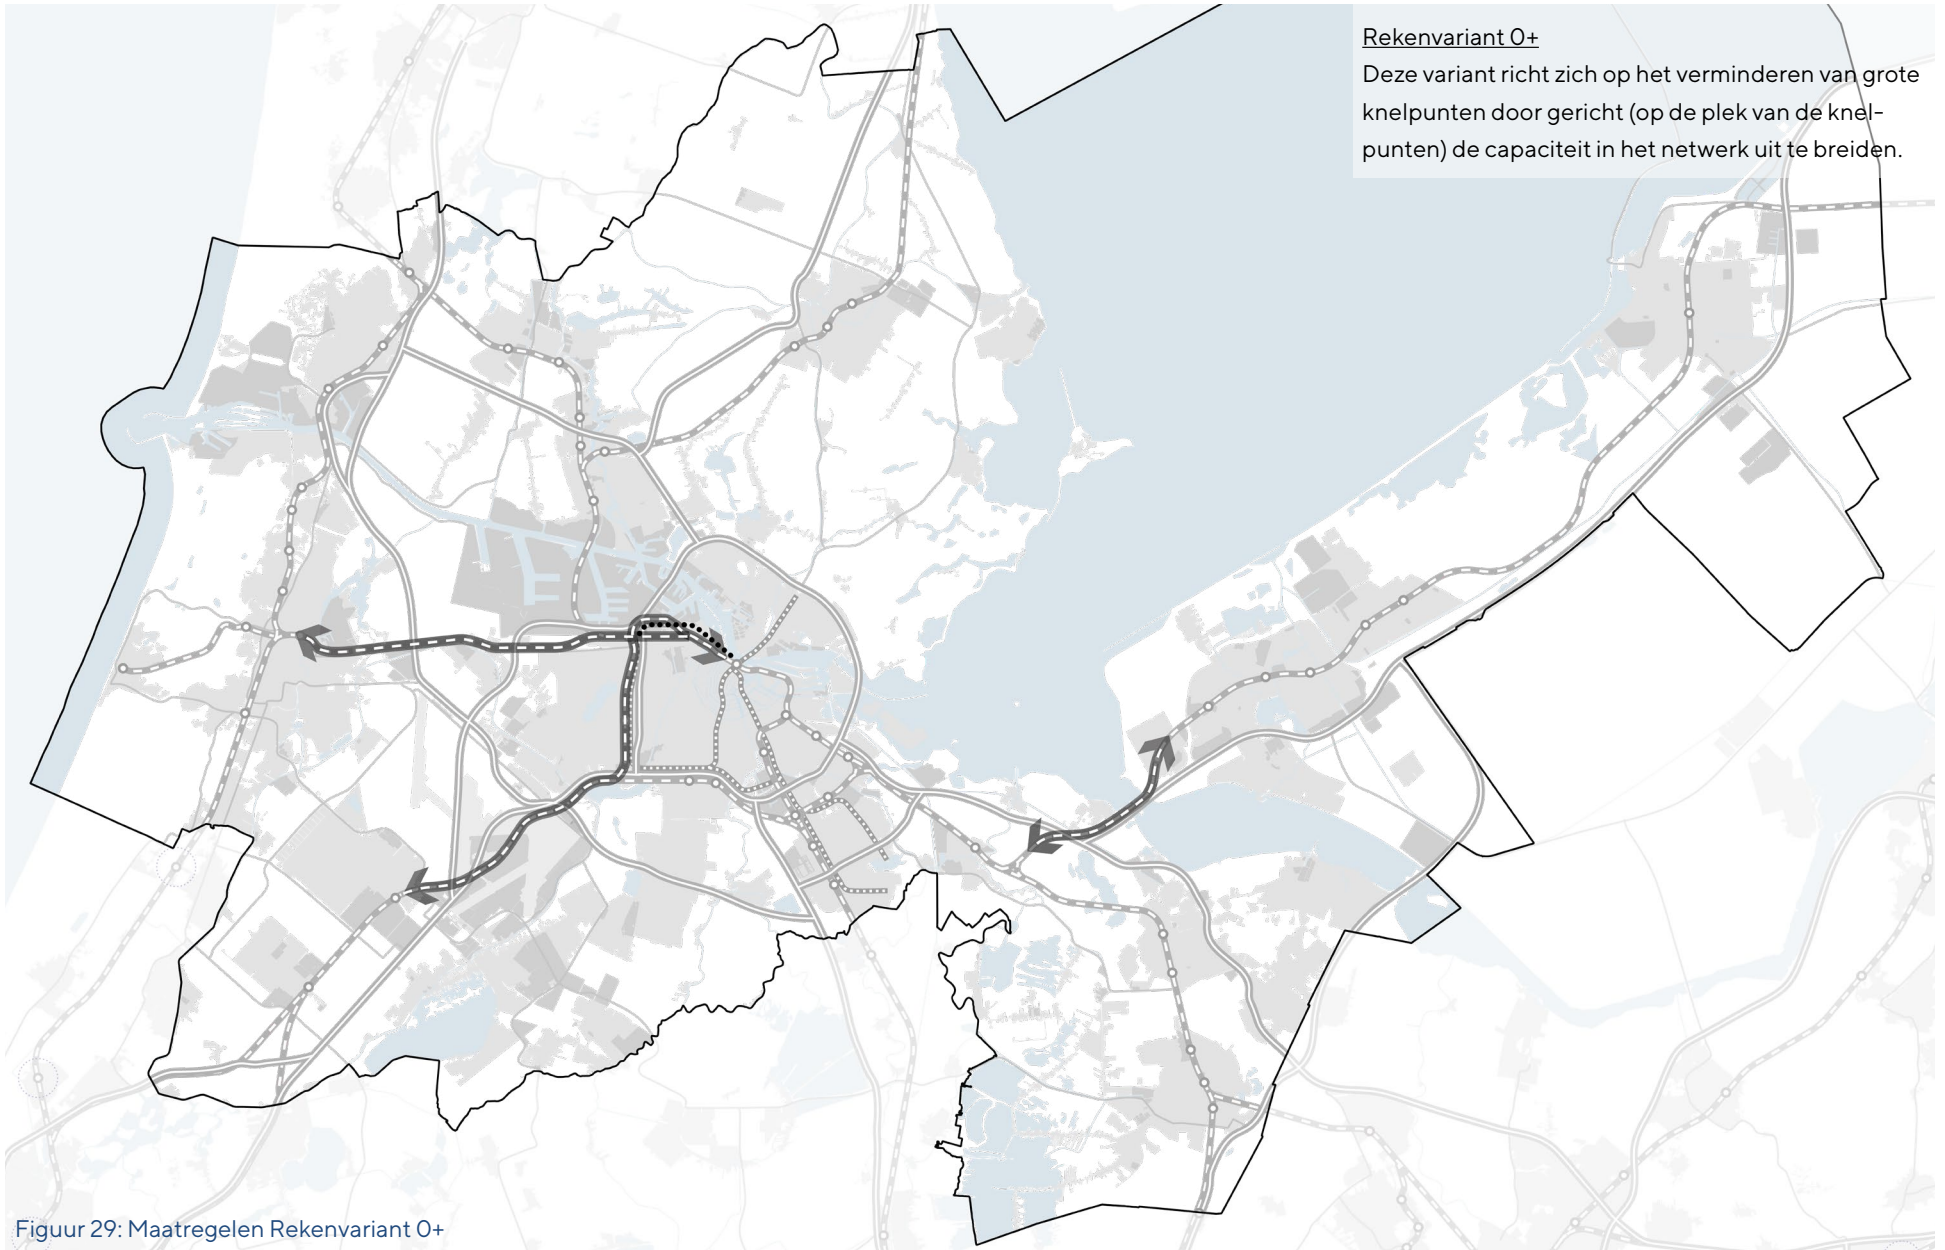 Rekenvariant 0+
Deze variant richt zich op het verminderen van grote
knelpunten door gericht (op de plek van de knel-
punten) de capaciteit in het netwerk uit te breiden.
Figuur 29: Maatregelen Rekenvariant 0+